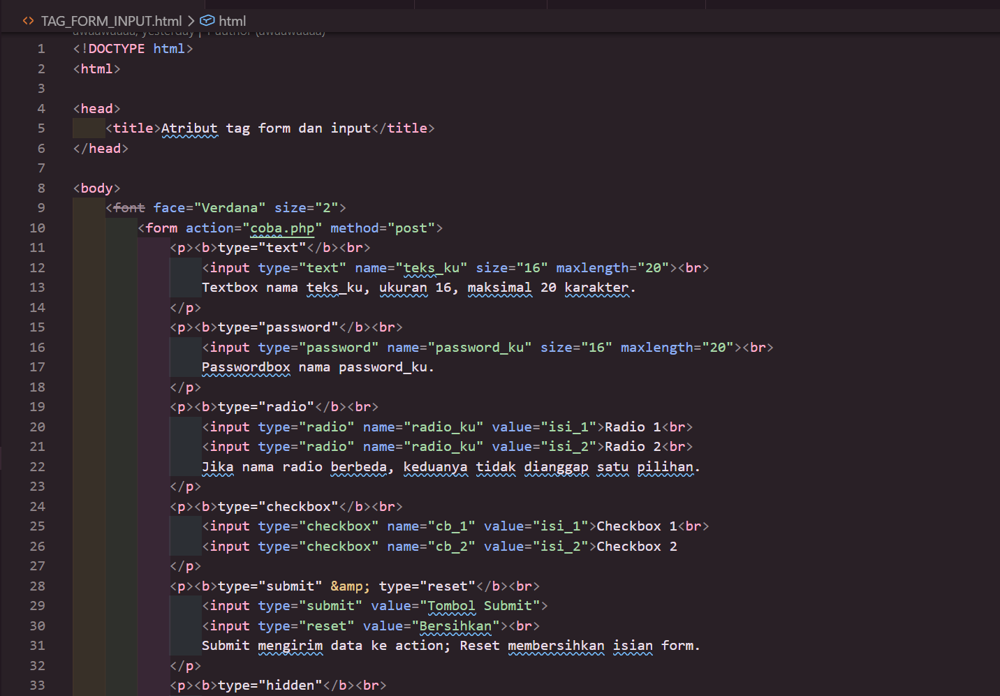 <> TAG_FORM_INPUT.html > html
awaawaaaa, yesterday | 1 author (awaawaaaa)
1 <!DOCTYPE html>
2 <html>
3
4 <head>
5 <title>Atribut tag form dan input</title>
6 </head>
7
8 <body>
9 <font face="Verdana" size="2">
10 <form action="coba.php" method="post">
11 <p><b>type="text"</b><br>
12 <input type="text" name="teks_ku" size="16" maxlength="20"><br>
13 Textbox nama teks_ku, ukuran 16, maksimal 20 karakter.
14 </p>
15 <p><b>type="password"</b><br>
16 <input type="password" name="password_ku" size="16" maxlength="20"><br>
17 Passwordbox nama password_ku.
18 </p>
19 <p><b>type="radio"</b><br>
20 <input type="radio" name="radio_ku" value="isi_1">Radio 1<br>
21 <input type="radio" name="radio_ku" value="isi_2">Radio 2<br>
22 Jika nama radio berbeda, keduanya tidak dianggap satu pilihan.
23 </p>
24 <p><b>type="checkbox"</b><br>
25 <input type="checkbox" name="cb_1" value="isi_1">Checkbox 1<br>
26 <input type="checkbox" name="cb_2" value="isi_2">Checkbox 2
27 </p>
28 <p><b>type="submit" &amp; type="reset"</b><br>
29 <input type="submit" value="Tombol Submit">
30 <input type="reset" value="Bersihkan"><br>
31 Submit mengirim data ke action; Reset membersihkan isian form.
32 </p>
33 <p><b>type="hidden"</b><br>